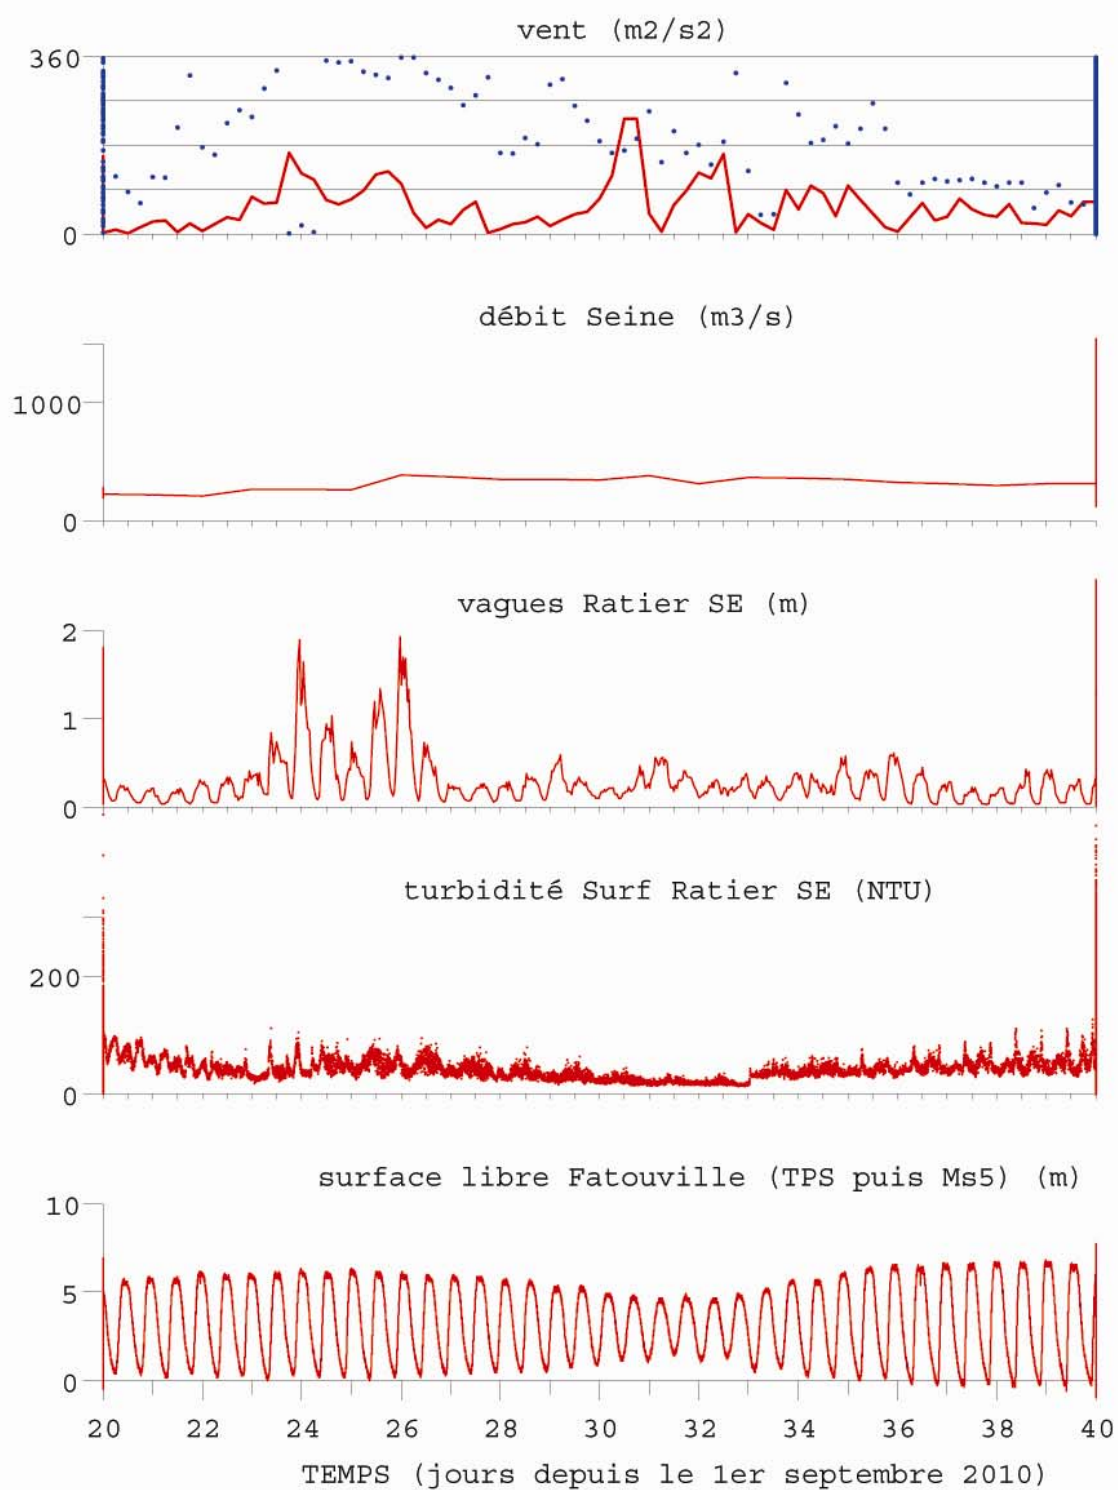 vent (m2/s2)
360
0
débit Seine (m3/s)
1000
0
vagues Ratier SE (m)
2
1
0
turbidité Surf Ratier SE (NTU)
200
0
surface libre Fatouville (TPS puis Ms5) (m)
10
5
0
20 22 24 26 28 30 32 34 36 38 40
TEMPS (jours depuis le 1er septembre 2010)